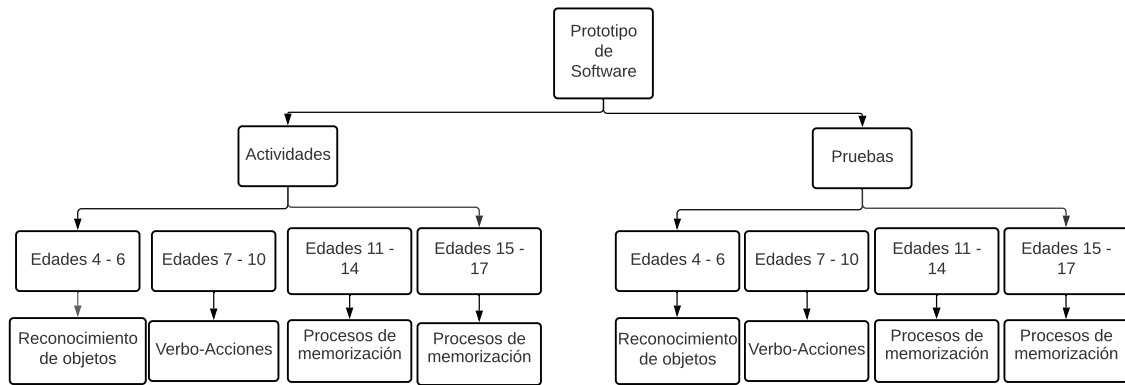 Prototipo
de
Software
Actividades
Pruebas
Edades 4 - 6
Edades 7 - 10
Edades 11 -
14
Edades 15 -
17
Edades 4 - 6
Edades 7 - 10
Edades 11 -
14
Edades 15 -
17
Reconocimiento
de objetos
Verbo-Acciones
Procesos de
memorización
Procesos de
memorización
Reconocimiento
de objetos
Verbo-Acciones
Procesos de
memorización
Procesos de
memorización